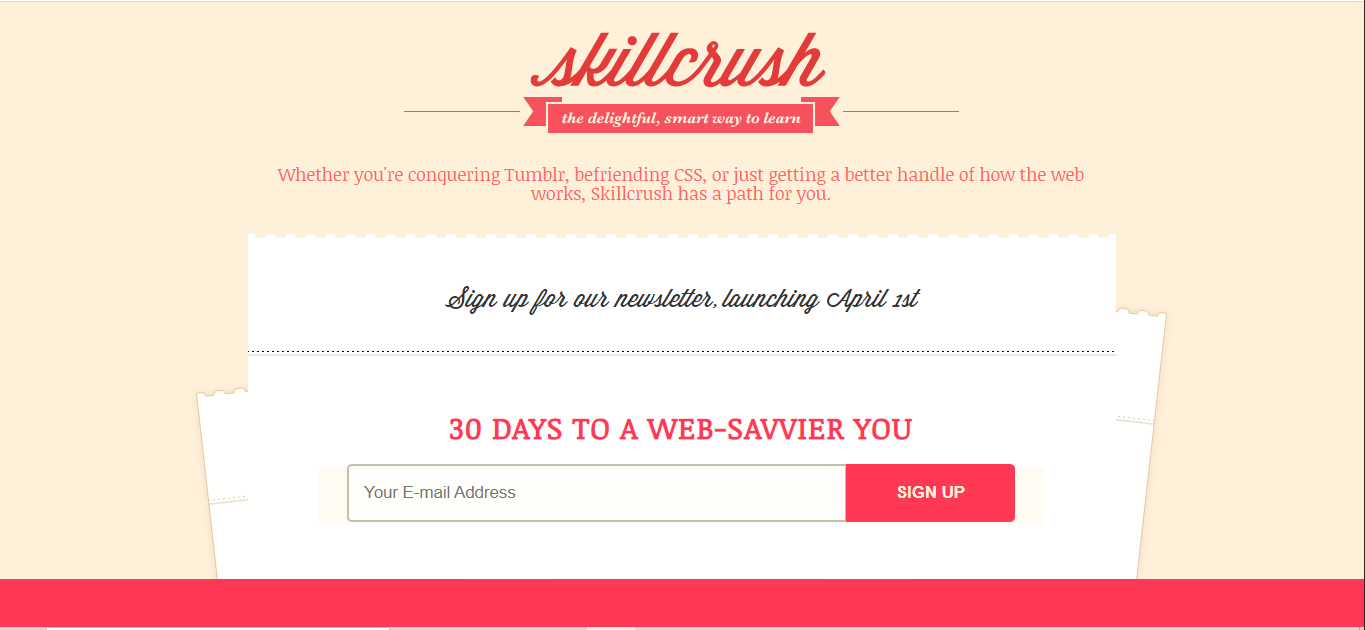 skillcrush
the delightful, smart way to learn
Whether you're conquering Tumblr, befriending CSS, or just getting a better handle of how the web
works, Skillcrush has a path for you.
Sign up for our newsletter, launching April 1st
30 DAYS TO A WEB-SAVVIER YOU
Your E-mail Address SIGN UP